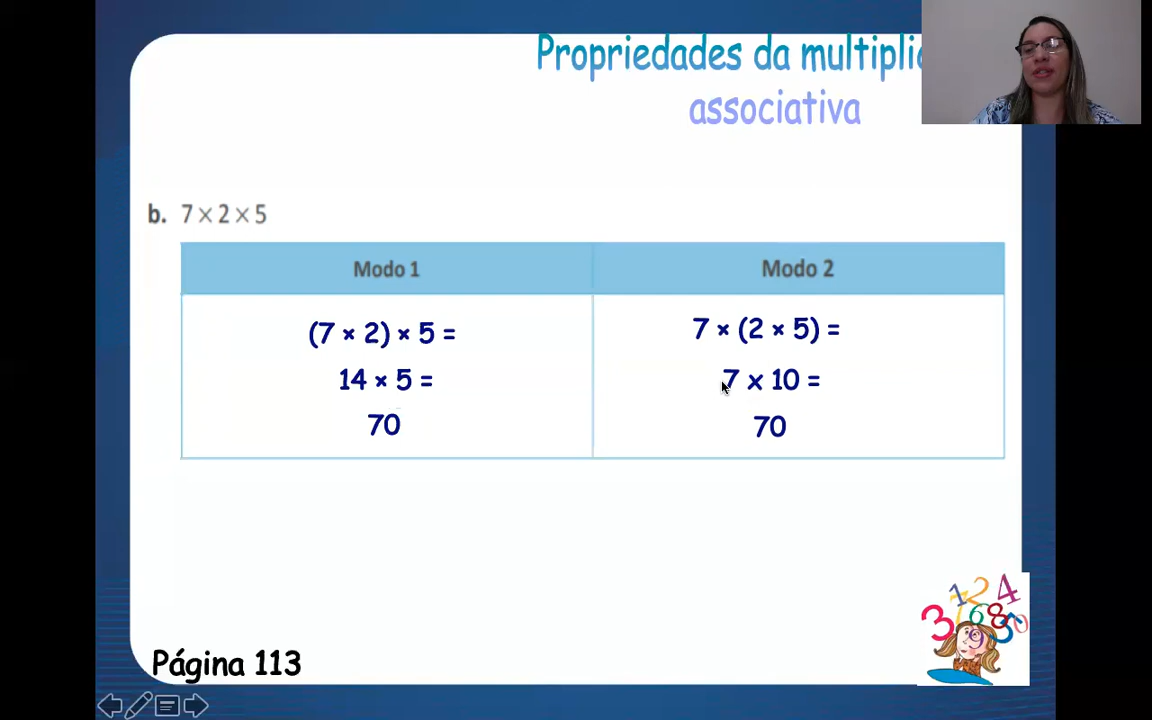 Propriedades da
associativa
b. 7 × 2 × 5
Modo 1 Modo 2
(7 × 2) × 5 = 7 × (2 × 5) =
14 × 5 = 7 x 10 =
70 70
Página 113